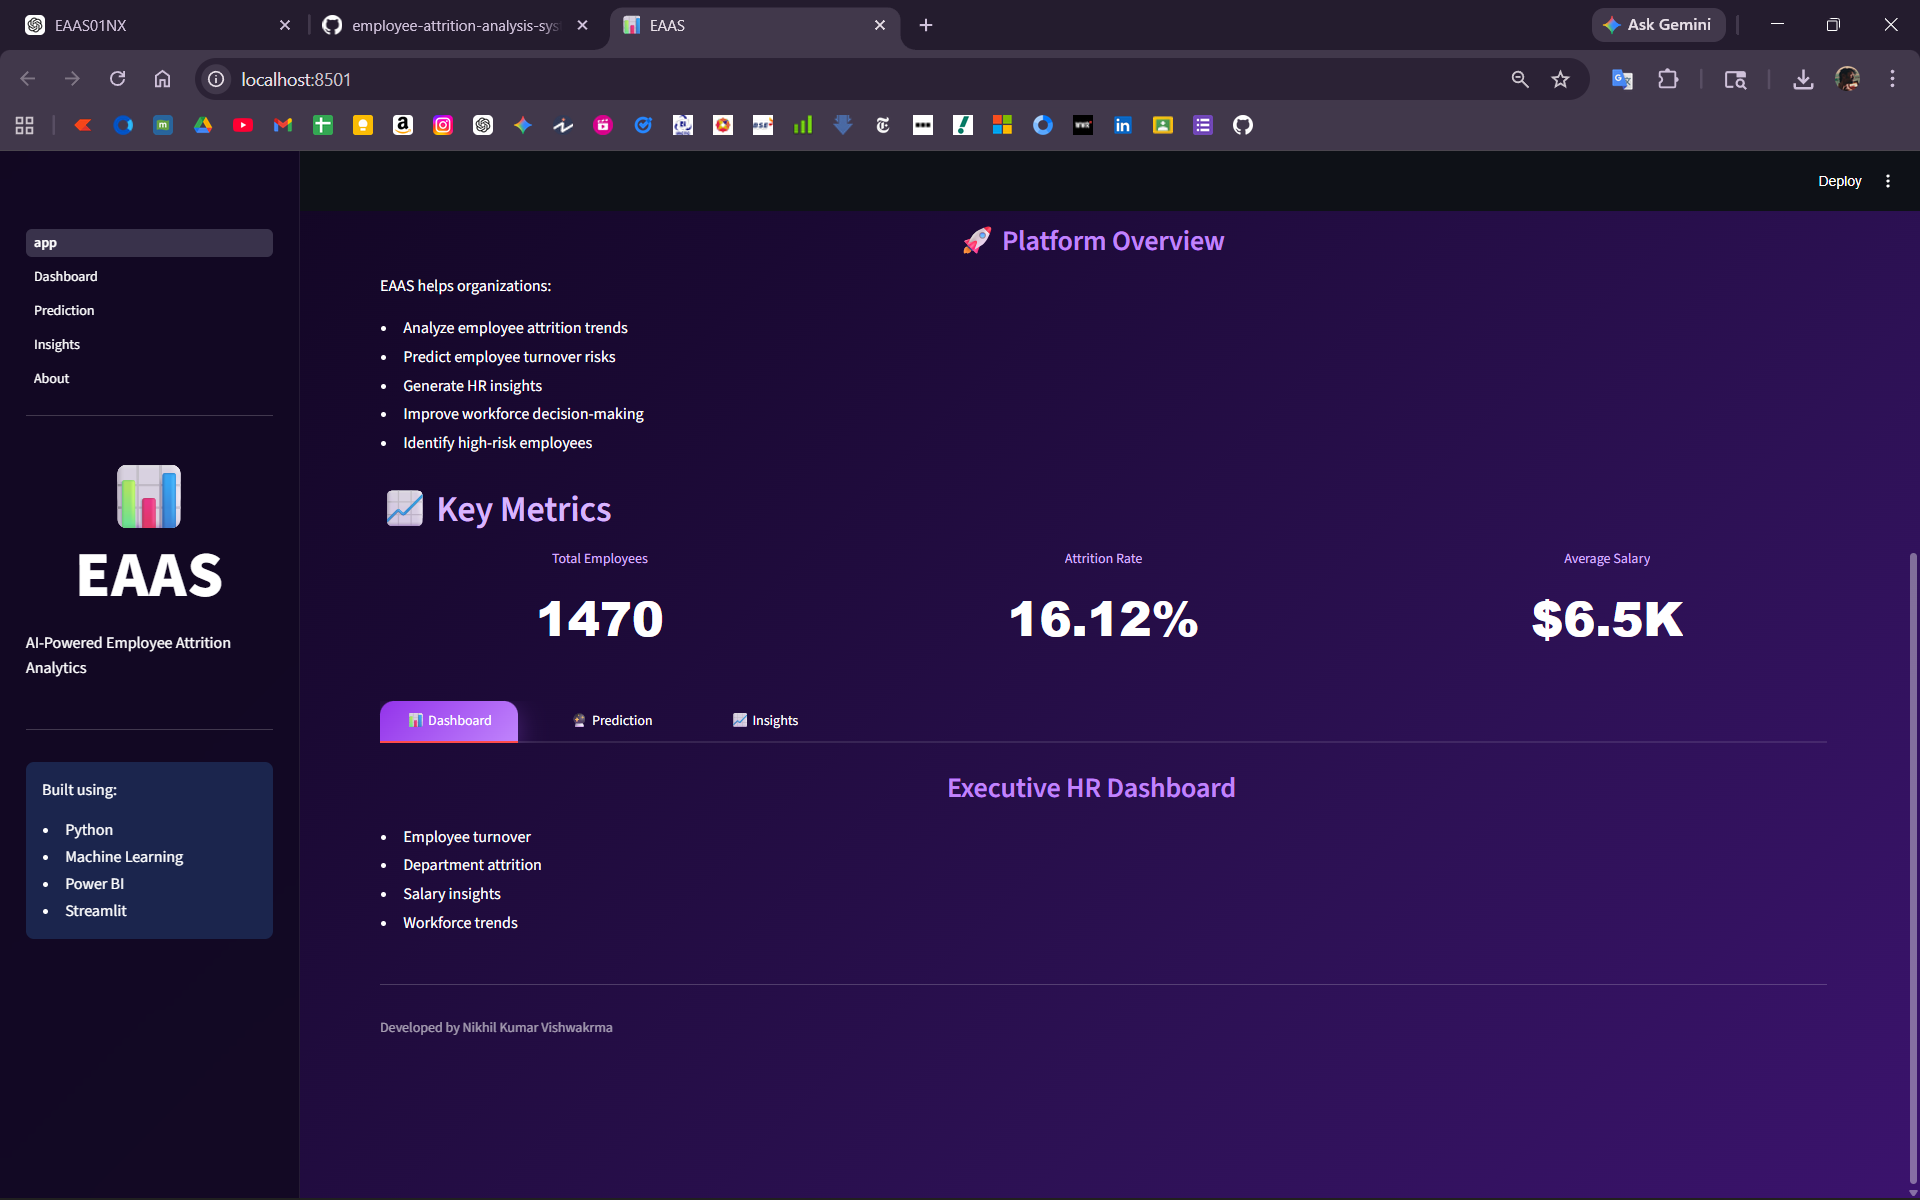 EAAS01NX
employee-attrition-analysis-sys
EAAS
Ask Gemini
localhost:8501
Deploy
app
Dashboard
Prediction
Insights
About
EAAS
AI-Powered Employee Attrition
Analytics
Built using:
• Python
• Machine Learning
• Power BI
• Streamlit
🚀 Platform Overview
EAAS helps organizations:
• Analyze employee attrition trends
• Predict employee turnover risks
• Generate HR insights
• Improve workforce decision-making
• Identify high-risk employees
📈 Key Metrics
Total Employees
1470
Attrition Rate
16.12%
Average Salary
$6.5K
📊 Dashboard
🔮 Prediction
📈 Insights
Executive HR Dashboard
• Employee turnover
• Department attrition
• Salary insights
• Workforce trends
Developed by Nikhil Kumar Vishwakrma